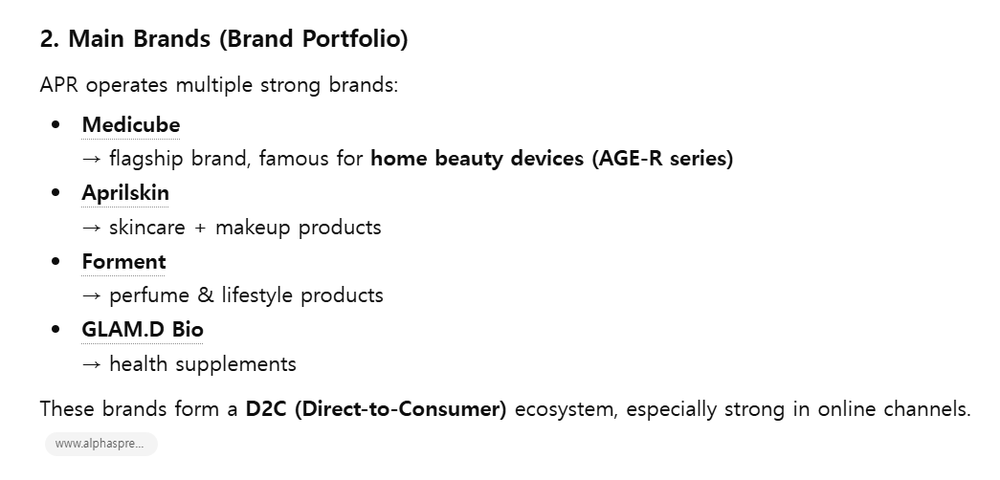 2. Main Brands (Brand Portfolio)
APR operates multiple strong brands:
• Medicube
→ flagship brand, famous for home beauty devices (AGE-R series)
• Aprilskin
→ skincare + makeup products
• Forment
→ perfume & lifestyle products
• GLAM.D Bio
→ health supplements
These brands form a D2C (Direct-to-Consumer) ecosystem, especially strong in online channels.
www.alphaspre...